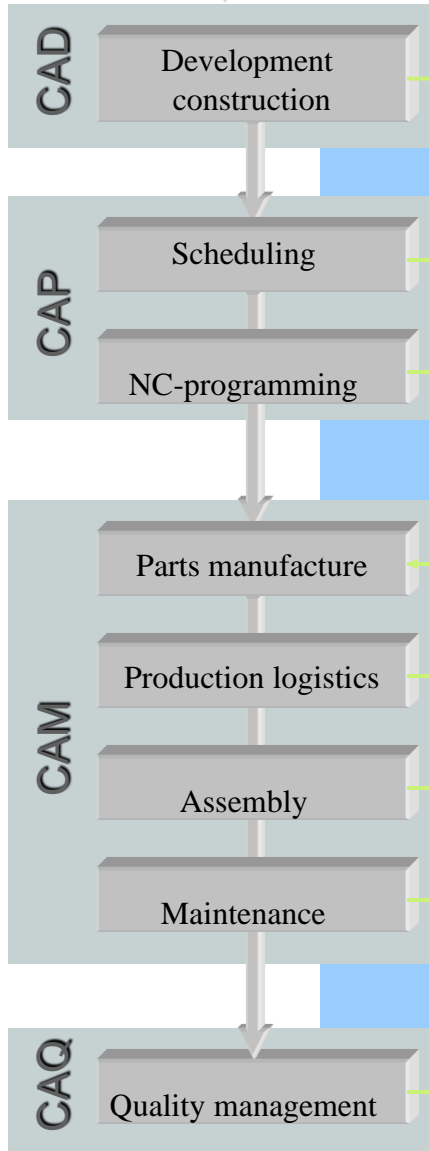 CAD
Development
construction
CAP
Scheduling
NC-programming
CAM
Parts manufacture
Production logistics
Assembly
Maintenance
CAQ
Quality management